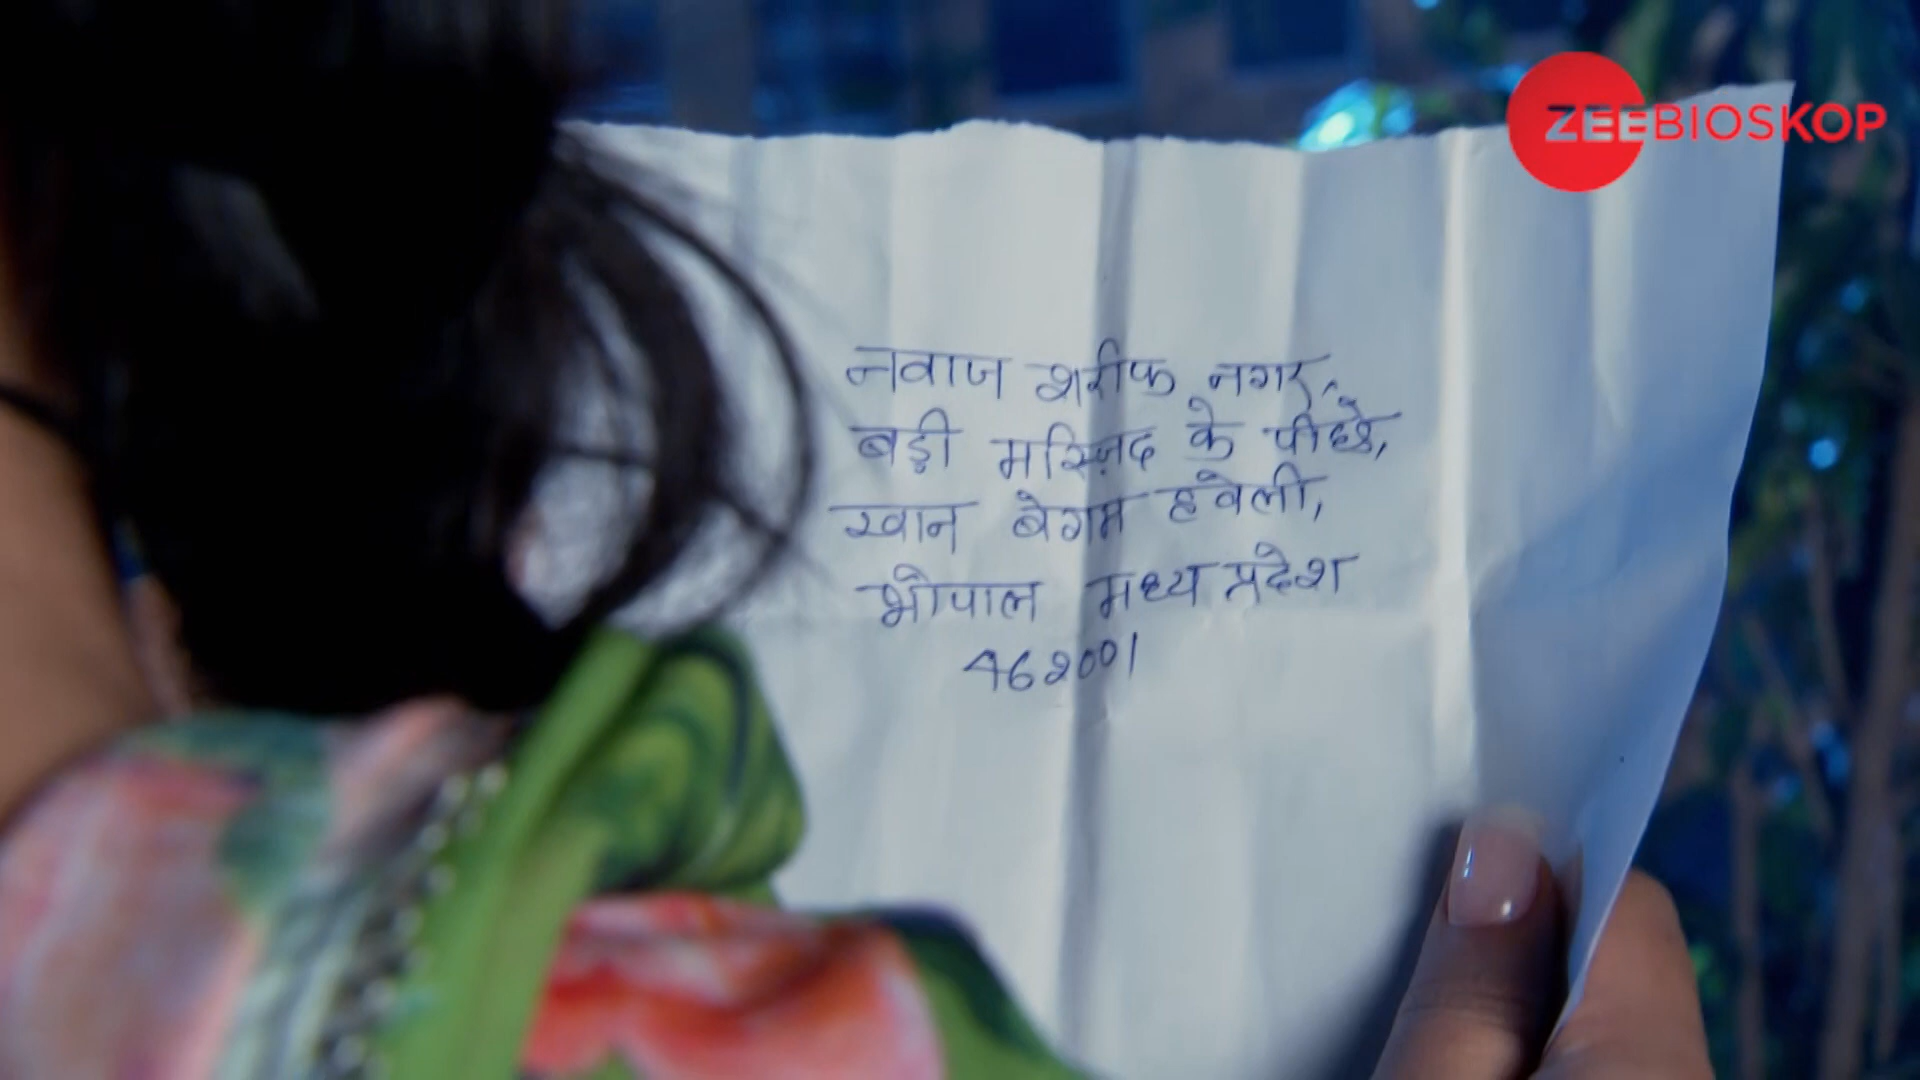 ZEEBIOSKOP
नवाज शरीफ नगर,
बड़ी मस्ज़िद के पीछे,
खान बेगम हवेली,
भोपाल मध्य प्रदेश
462001